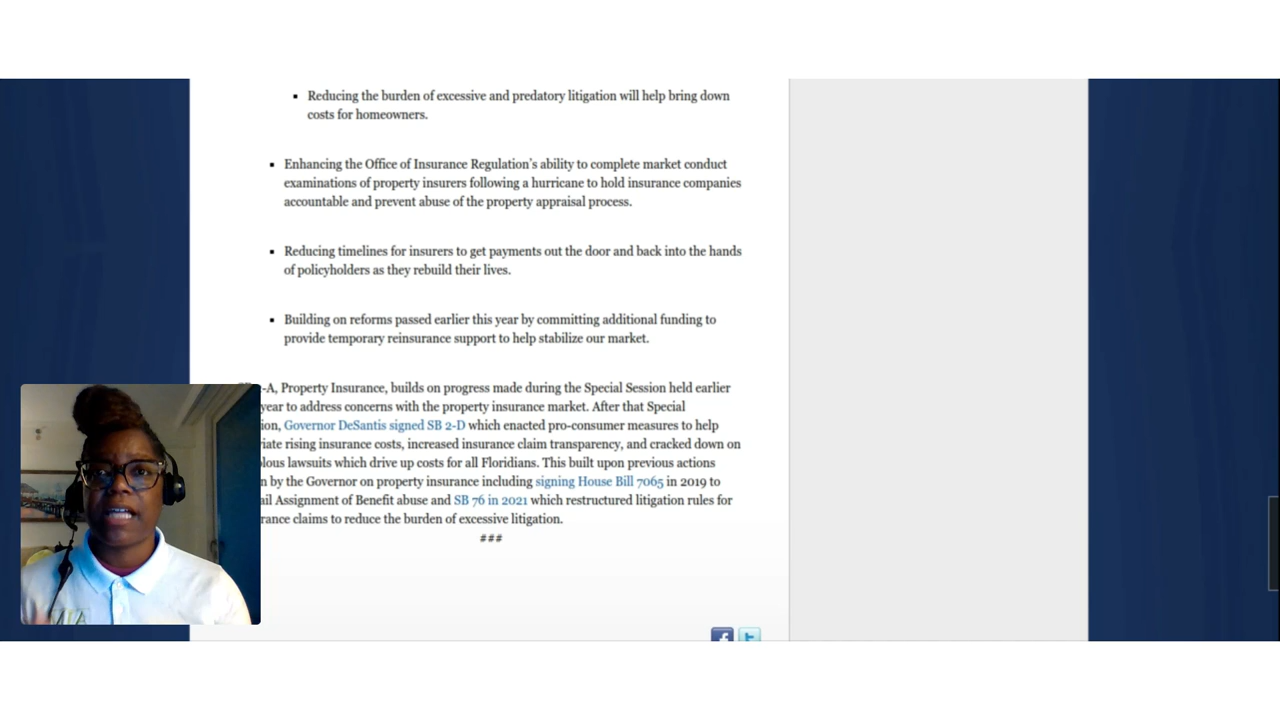 ▪ Reducing the burden of excessive and predatory litigation will help bring down
costs for homeowners.
▪ Enhancing the Office of Insurance Regulation's ability to complete market conduct
examinations of property insurers following a hurricane to hold insurance companies
accountable and prevent abuse of the property appraisal process.
▪ Reducing timelines for insurers to get payments out the door and back into the hands
of policyholders as they rebuild their lives.
▪ Building on reforms passed earlier this year by committing additional funding to
provide temporary reinsurance support to help stabilize our market.
-A, Property Insurance, builds on progress made during the Special Session held earlier
year to address concerns with the property insurance market. After that Special
ion, Governor DeSantis signed SB 2-D which enacted pro-consumer measures to help
iate rising insurance costs, increased insurance claim transparency, and cracked down on
lous lawsuits which drive up costs for all Floridians. This built upon previous actions
n by the Governor on property insurance including signing House Bill 7065 in 2019 to
ail Assignment of Benefit abuse and SB 76 in 2021 which restructured litigation rules for
rance claims to reduce the burden of excessive litigation.
###